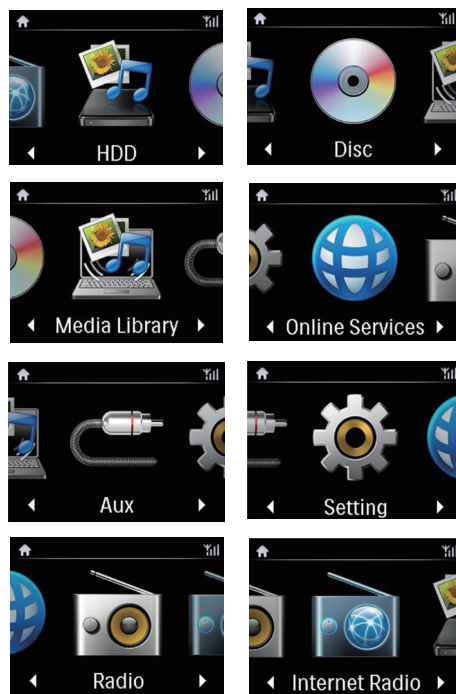 HDD
Disc
Media Library
Online Services
Aux
Setting
Radio
Internet Radio